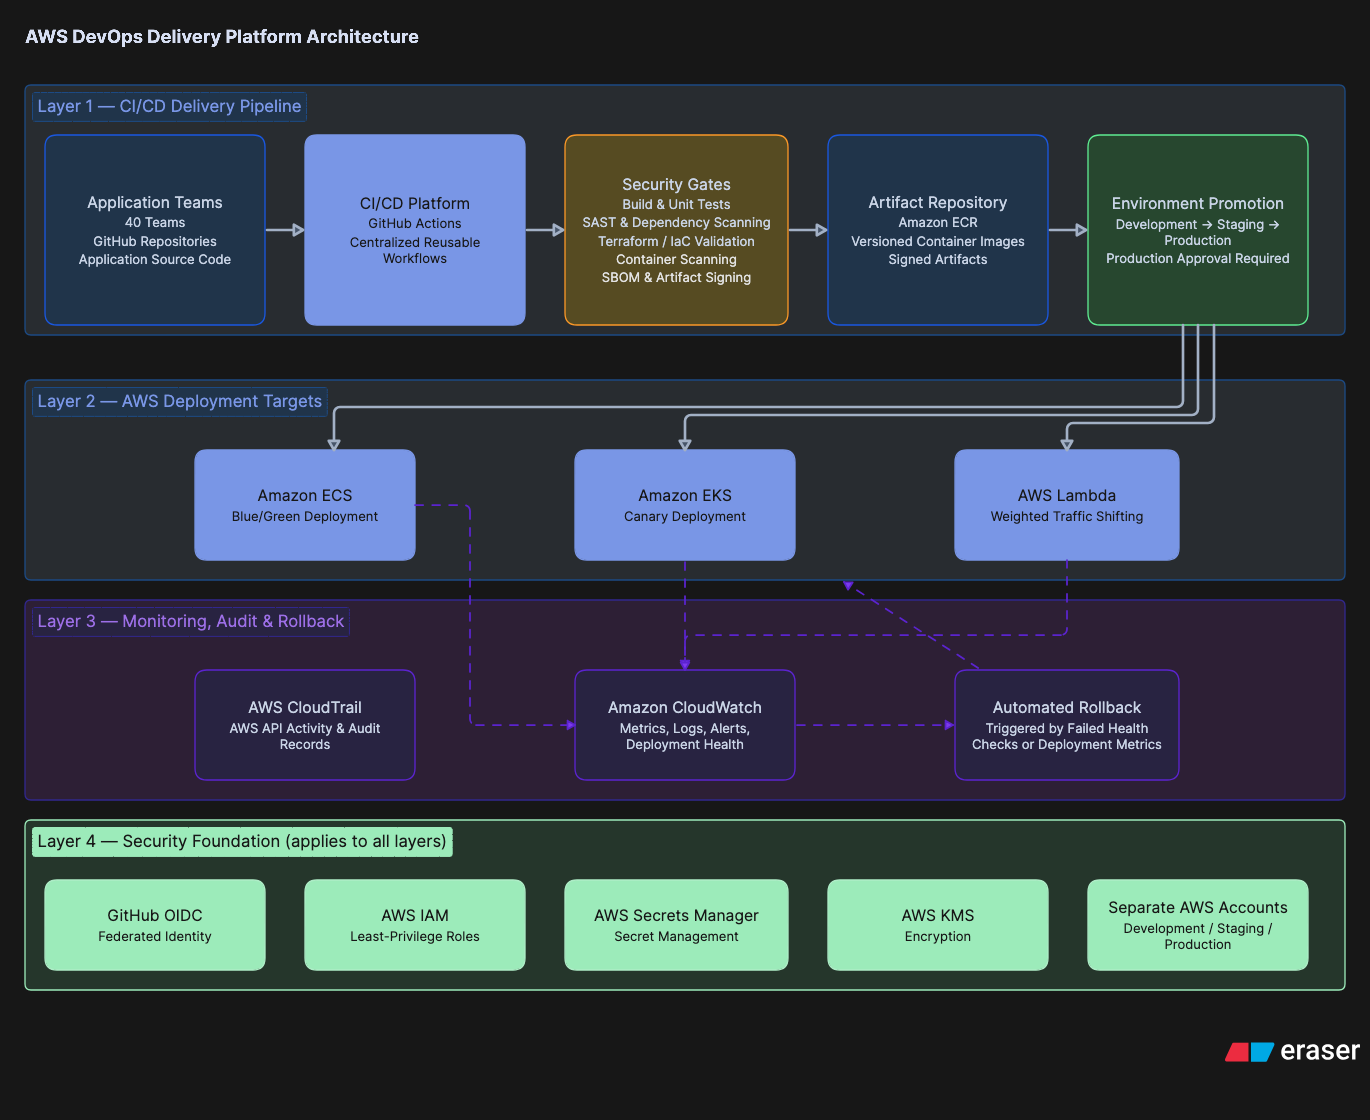 AWS DevOps Delivery Platform Architecture
Layer 1 — CI/CD Delivery Pipeline
Application Teams
40 Teams
GitHub Repositories
Application Source Code
CI/CD Platform
GitHub Actions
Centralized Reusable
Workflows
Security Gates
Build & Unit Tests
SAST & Dependency Scanning
Terraform / IaC Validation
Container Scanning
SBOM & Artifact Signing
Artifact Repository
Amazon ECR
Versioned Container Images
Signed Artifacts
Environment Promotion
Development → Staging →
Production
Production Approval Required
Layer 2 — AWS Deployment Targets
Amazon ECS
Blue/Green Deployment
Amazon EKS
Canary Deployment
AWS Lambda
Weighted Traffic Shifting
Layer 3 — Monitoring, Audit & Rollback
AWS CloudTrail
AWS API Activity & Audit
Records
Amazon CloudWatch
Metrics, Logs, Alerts,
Deployment Health
Automated Rollback
Triggered by Failed Health
Checks or Deployment Metrics
Layer 4 — Security Foundation (applies to all layers)
GitHub OIDC
Federated Identity
AWS IAM
Least-Privilege Roles
AWS Secrets Manager
Secret Management
AWS KMS
Encryption
Separate AWS Accounts
Development / Staging /
Production
eraser